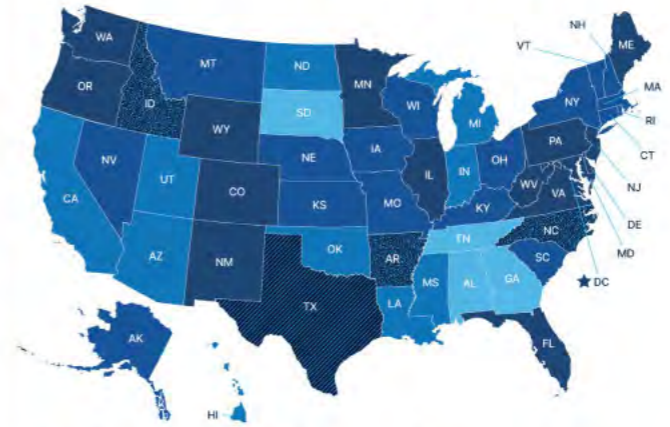 NH
WA
VT
ME
MT
ND
MN
OR
MA
ID
WI
NY
SD
MI
RI
WY
CT
IA
PA
NE
NV
OH
IN
IL
NJ
UT
WV
CO
VA
CA
KS
MO
KY
DE
NC
TN
OK
MD
AZ
AR
NM
SC
DC
MS
AL
GA
LA
TX
FL
AK
HI